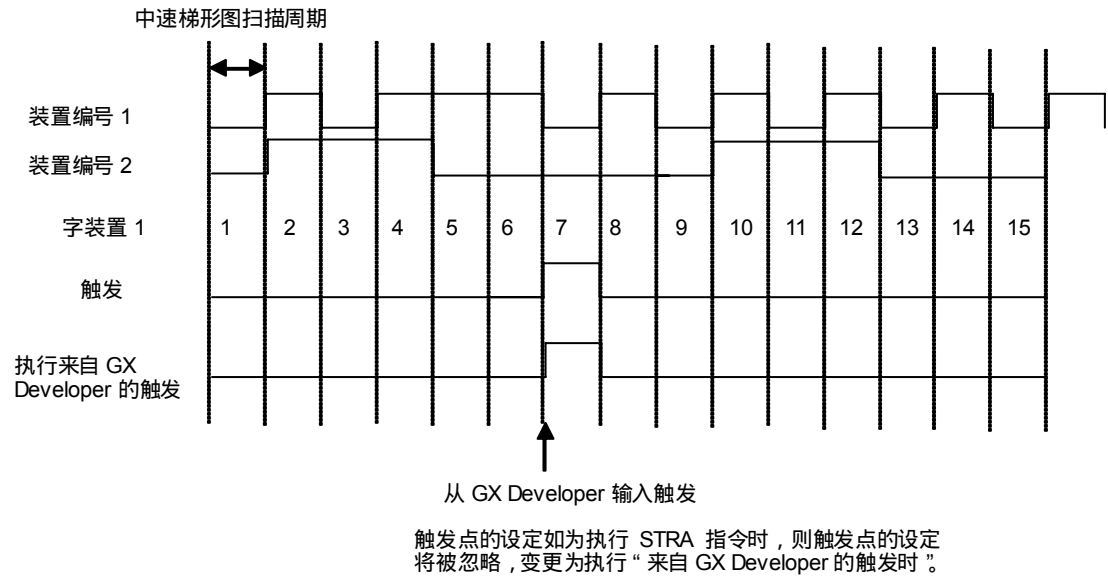 中速梯形图扫描周期
装置编号 1
装置编号 2
字装置 1 1 2 3 4 5 6 7 8 9 10 11 12 13 14 15
触发
执行来自 GX
Developer 的触发
从 GX Developer 输入触发
触发点的设定如为执行 STRA 指令时，则触发点的设定
将被忽略，变更为执行“ 来自 GX Developer 的触发时 ”。